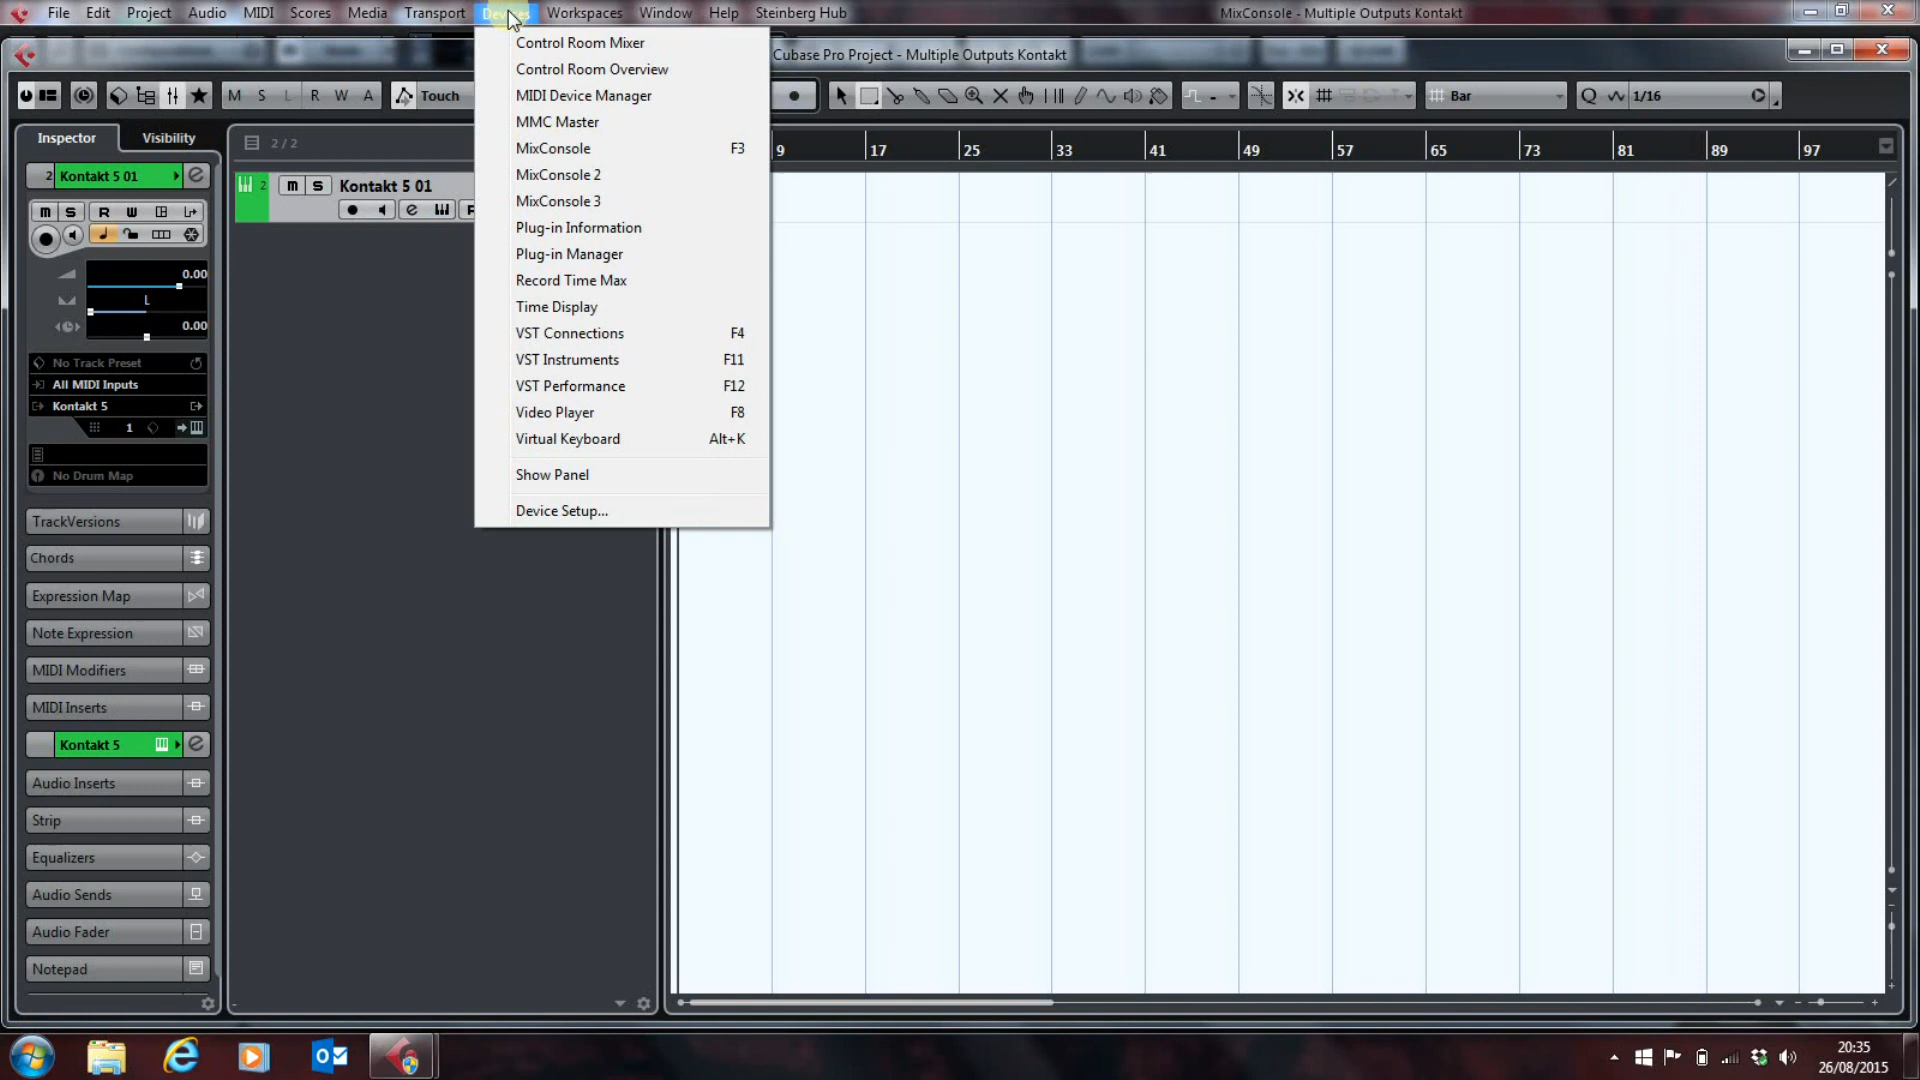 File Edit Project Audio MIDI Scores Media Transport Devices Workspaces Window Help Steinberg Hub
MixConsole - Multiple Outputs Kontakt
Cubase Pro Project - Multiple Outputs Kontakt
M S L R W A Touch
Bar
Q 1/16
Control Room Mixer
Control Room Overview
MIDI Device Manager
MMC Master
MixConsole F3
MixConsole 2
MixConsole 3
Plug-in Information
Plug-in Manager
Record Time Max
Time Display
VST Connections F4
VST Instruments F11
VST Performance F12
Video Player F8
Virtual Keyboard Alt+K
Show Panel
Device Setup...
Inspector Visibility
2 Kontakt 5 01 e
m S R W
0.00
L
0.00
No Track Preset
All MIDI Inputs
Kontakt 5
1
No Drum Map
TrackVersions
Chords
Expression Map
Note Expression
MIDI Modifiers
MIDI Inserts
Kontakt 5 e
Audio Inserts
Strip
Equalizers
Audio Sends
Audio Fader
Notepad
2 / 2
2 m S Kontakt 5 01
e R
9 17 25 33 41 49 57 65 73 81 89 97
20:35
26/08/2015